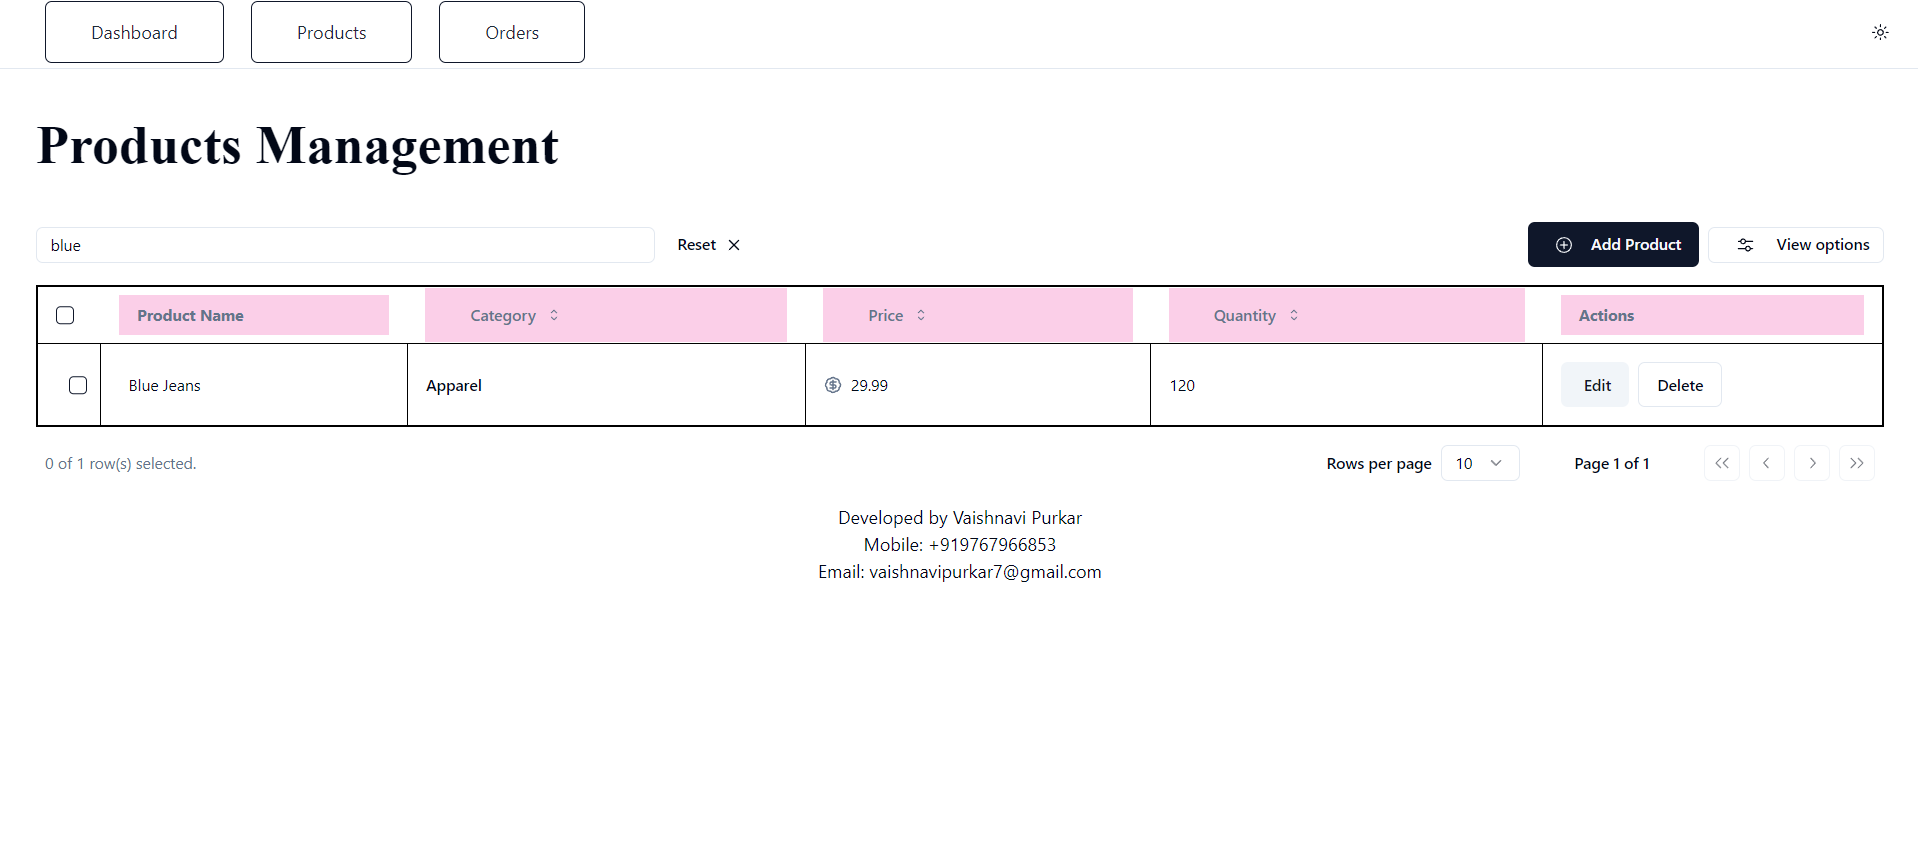 Dashboard Products Orders
Products Management
blue Reset Add Product View options
Product Name Category Price Quantity Actions
Blue Jeans Apparel 29.99 120 Edit Delete
0 of 1 row(s) selected. Rows per page 10 Page 1 of 1
Developed by Vaishnavi Purkar
Mobile: +919767966853
Email: vaishnavipurkar7@gmail.com